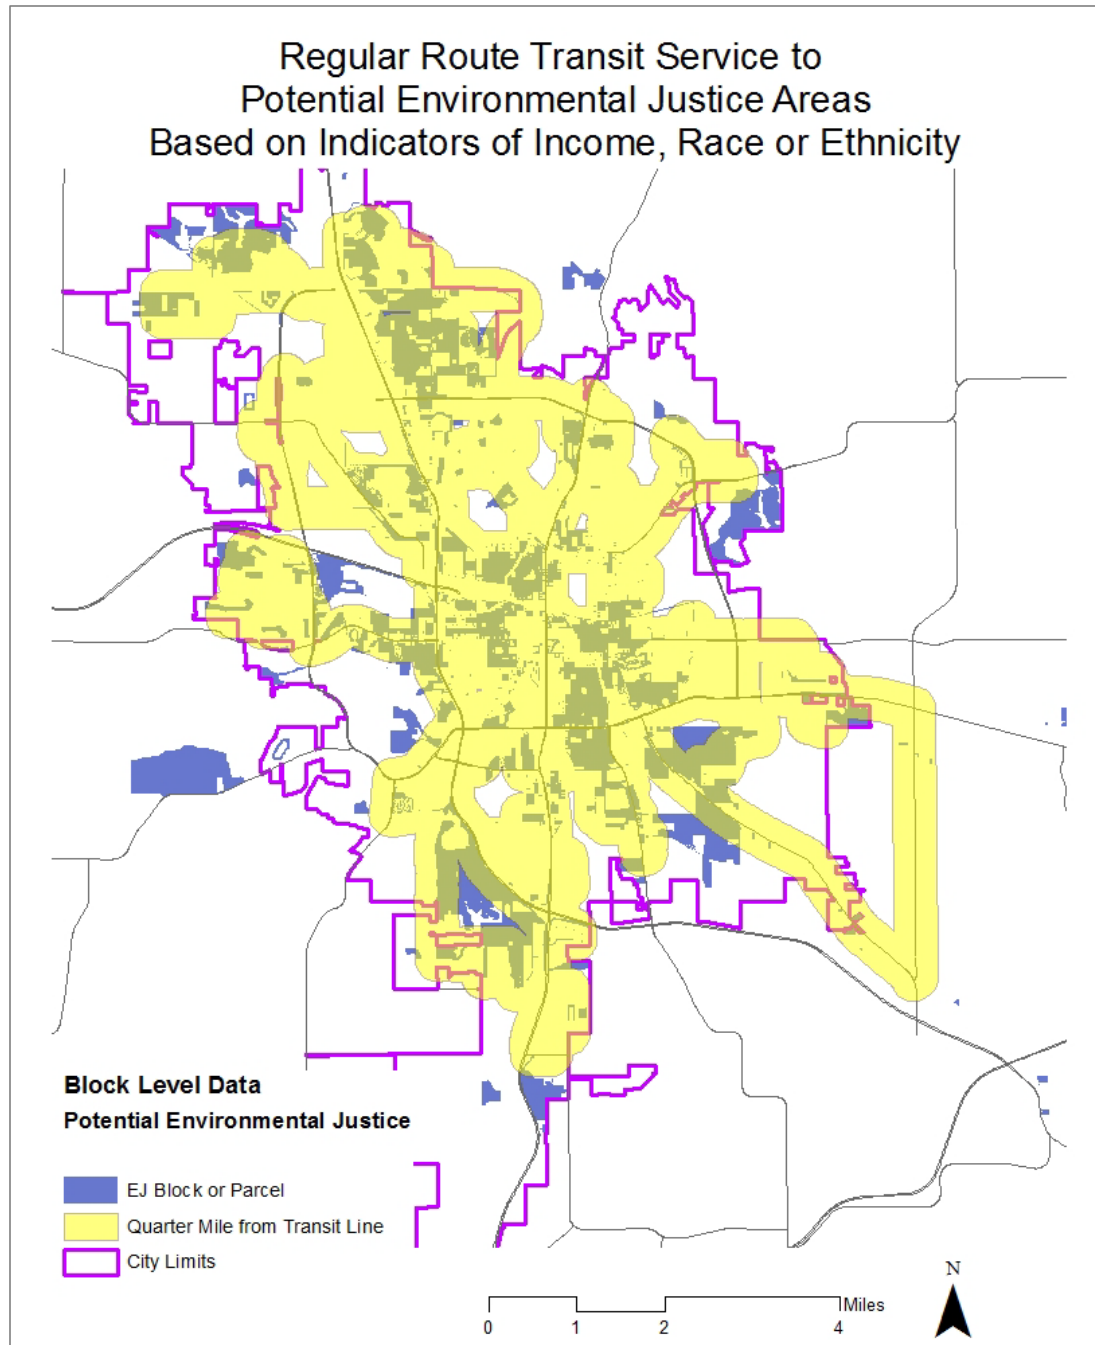 Regular Route Transit Service to
Potential Environmental Justice Areas
Based on Indicators of Income, Race or Ethnicity
Block Level Data
Potential Environmental Justice
EJ Block or Parcel
Quarter Mile from Transit Line
City Limits
N
Miles
0 1 2 4